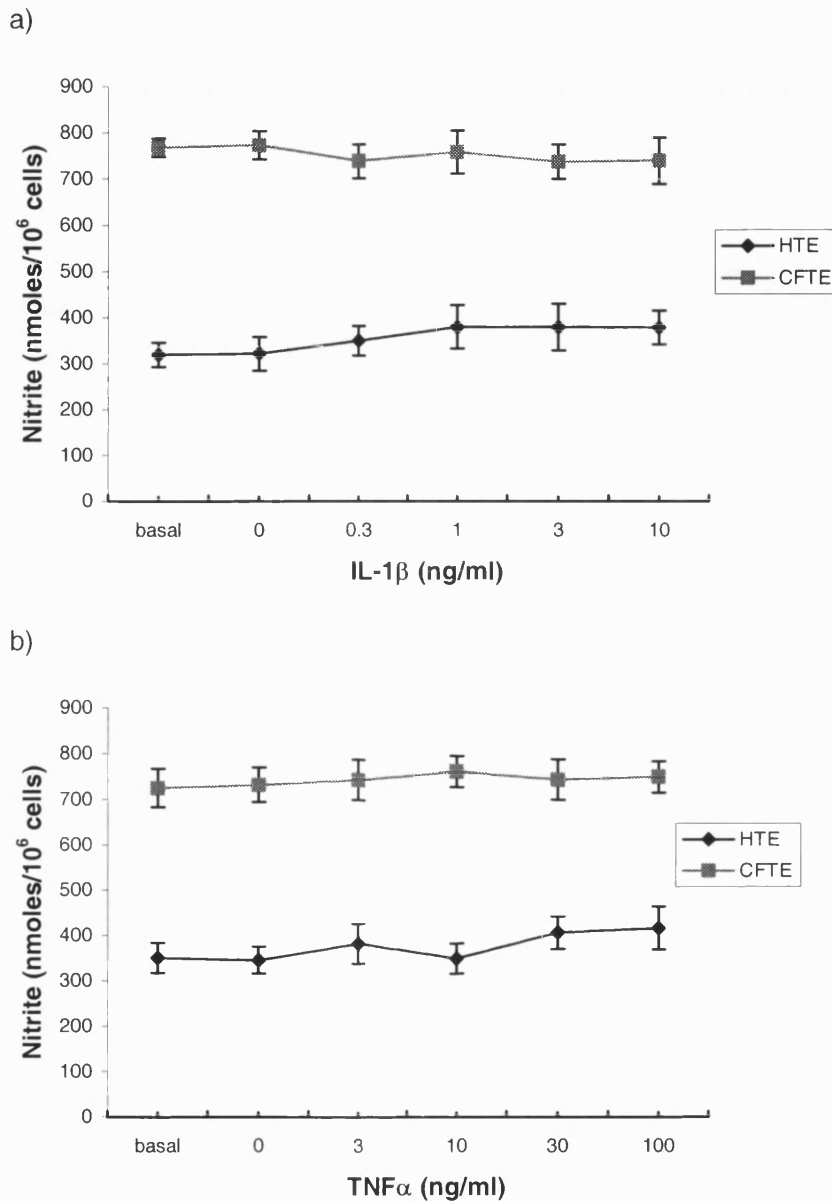 a)
900
800
700
600
500
400
300
200
100
0
Nitrite (nmoles/10⁶ cells)
HTE
CFTE
basal 0 0.3 1 3 10
IL-1β (ng/ml)
b)
900
800
700
600
500
400
300
200
100
0
Nitrite (nmoles/10⁶ cells)
HTE
CFTE
basal 0 3 10 30 100
TNFα (ng/ml)